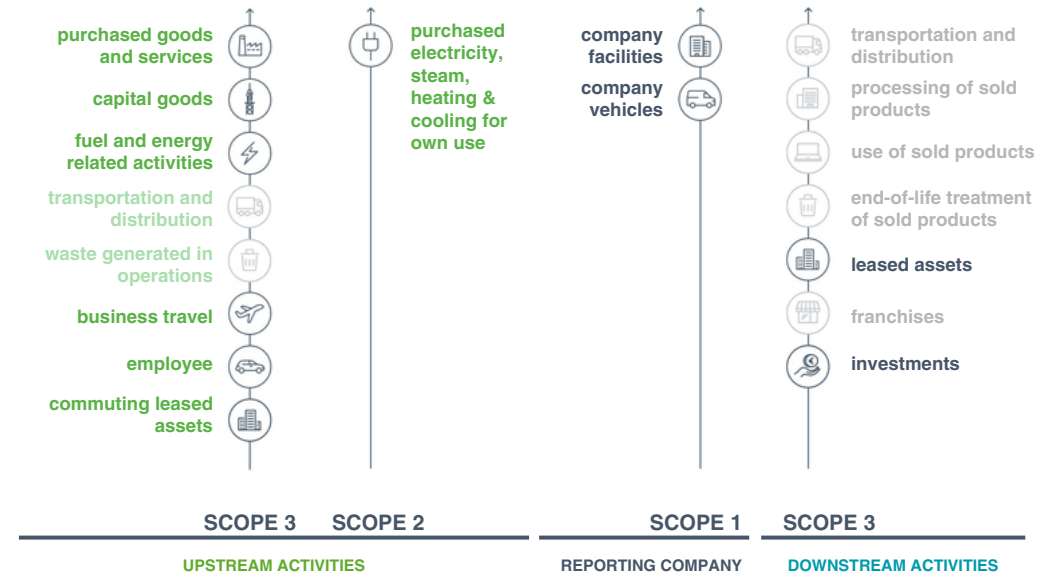 purchased goods
and services
capital goods
fuel and energy
related activities
transportation and
distribution
waste generated in
operations
business travel
employee
commuting leased
assets
purchased
electricity,
steam,
heating &
cooling for
own use
company
facilities
company
vehicles
transportation and
distribution
processing of sold
products
use of sold products
end-of-life treatment
of sold products
leased assets
franchises
investments
SCOPE 3
SCOPE 2
SCOPE 1
SCOPE 3
UPSTREAM ACTIVITIES
REPORTING COMPANY
DOWNSTREAM ACTIVITIES